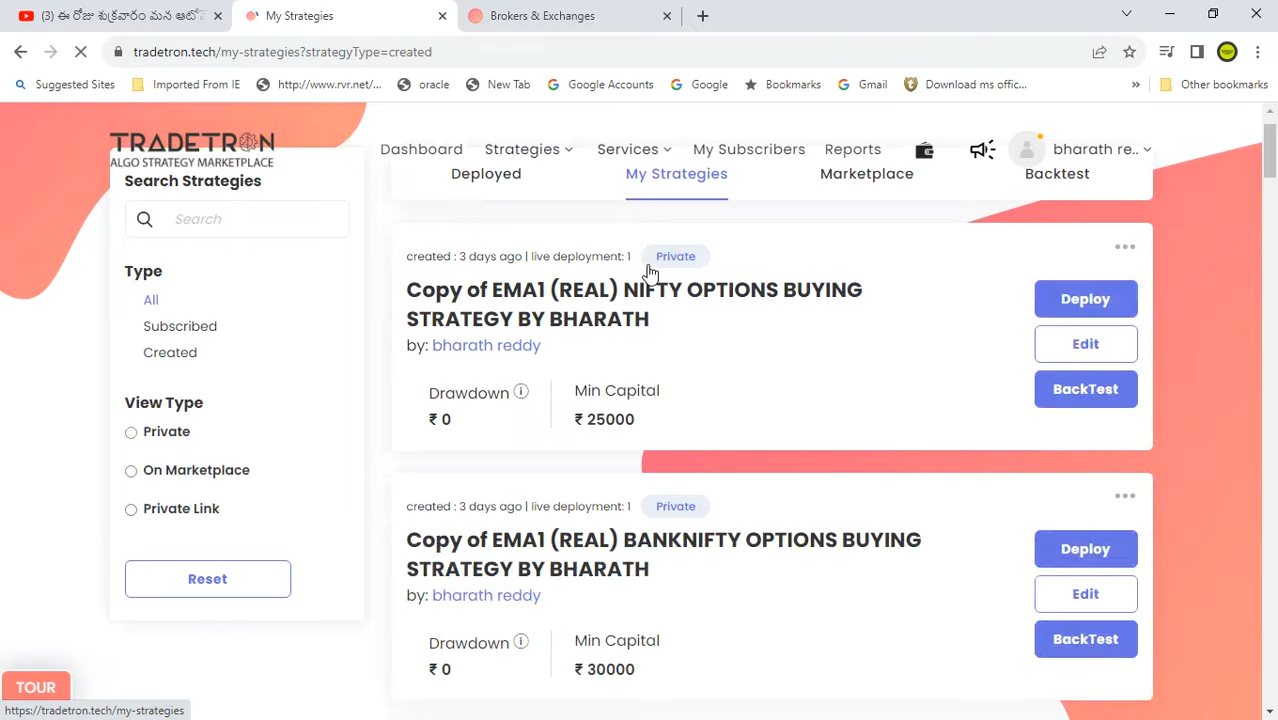 (3) ఈ రోజు శుక్రవారం మన ఆటో
My Strategies
Brokers & Exchanges
tradetron.tech/my-strategies?strategyType=created
Suggested Sites
Imported From IE
http://www.rvr.net/...
oracle
New Tab
Google Accounts
Google
Bookmarks
Gmail
Download ms offic...
»
Other bookmarks
TRADETRON
ALGO STRATEGY MARKETPLACE
Dashboard
Strategies
Services
My Subscribers
Reports
bharath re..
Deployed
My Strategies
Marketplace
Backtest
Search Strategies
Search
Type
All
Subscribed
Created
View Type
Private
On Marketplace
Private Link
Reset
created : 3 days ago | live deployment: 1 Private
Copy of EMA1 (REAL) NIFTY OPTIONS BUYING
STRATEGY BY BHARATH
by: bharath reddy
Drawdown
₹ 0
Min Capital
₹ 25000
Deploy
Edit
BackTest
created : 3 days ago | live deployment: 1 Private
Copy of EMA1 (REAL) BANKNIFTY OPTIONS BUYING
STRATEGY BY BHARATH
by: bharath reddy
Drawdown
₹ 0
Min Capital
₹ 30000
Deploy
Edit
BackTest
TOUR
https://tradetron.tech/my-strategies